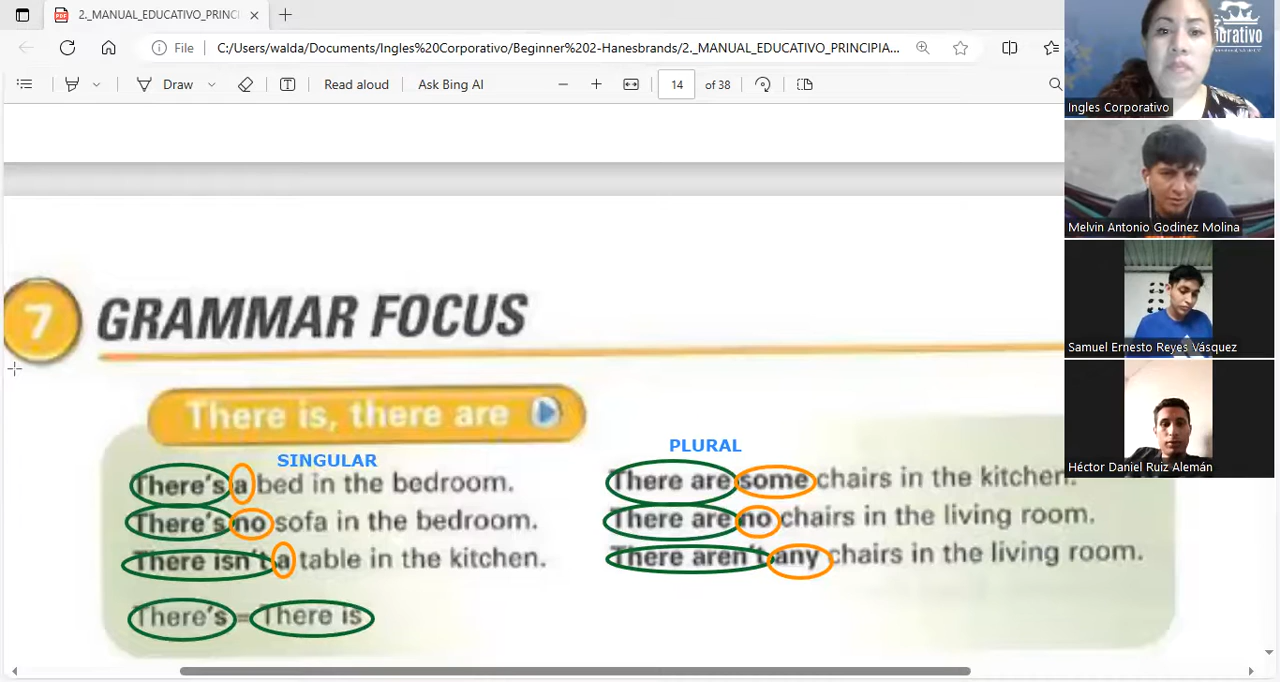 2._MANUAL_EDUCATIVO_PRINCI
File
C:/Users/walda/Documents/Ingles%20Corporativo/Beginner%202-Hanesbrands/2._MANUAL_EDUCATIVO_PRINCIPIA...
Draw
Read aloud
Ask Bing AI
14
of 38
Ingles Corporativo
Melvin Antonio Godinez Molina
Samuel Ernesto Reyes Vásquez
Héctor Daniel Ruiz Alemán
7
GRAMMAR FOCUS
There is, there are
SINGULAR
There's a bed in the bedroom.
There's no sofa in the bedroom.
There isn't a table in the kitchen.
There's = There is
PLURAL
There are some chairs in the kitchen.
There are no chairs in the living room.
There aren't any chairs in the living room.